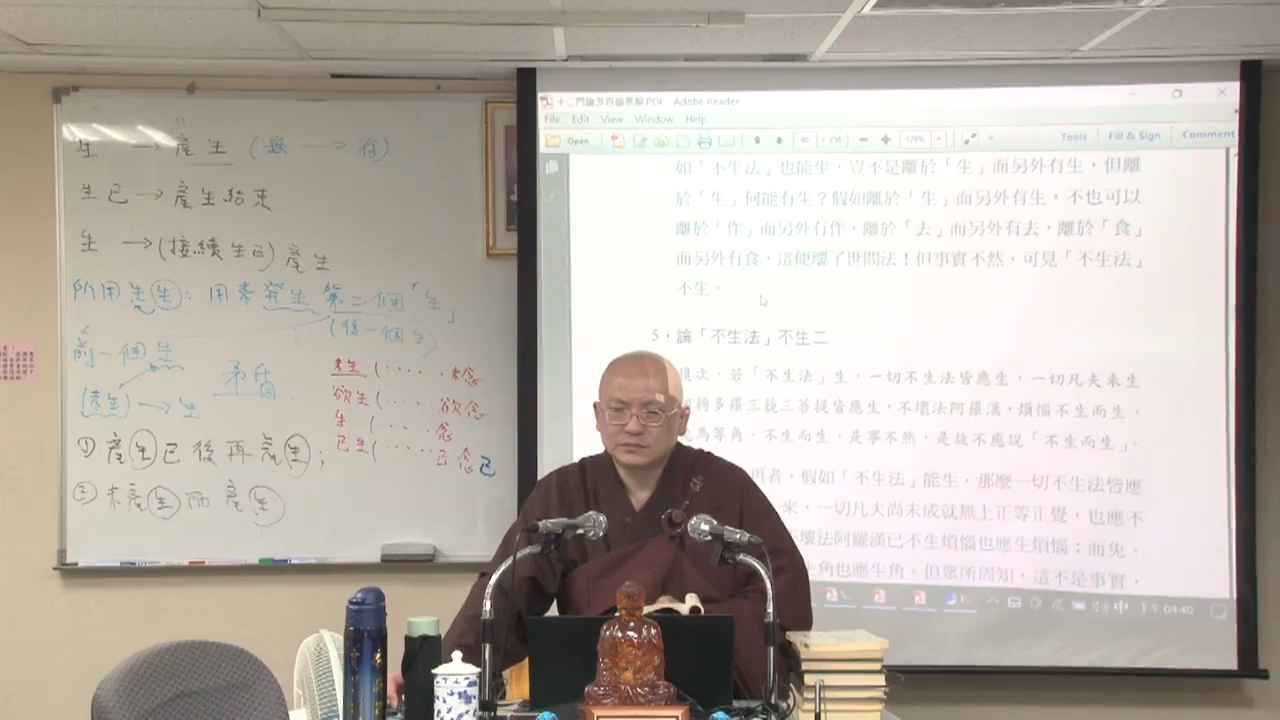 生 → 產生 (無 → 有)
生已 → 產生結束
生 → (接續生已) 產生
所用生生: 用來發生 第二個「生」
(後一個生)
前一個生
矛盾
(未生) → 生
① 產生已後再產生;
② 未產生而產生
未生 (‥‥‥未念
欲生 (‥‥‥欲念
生 (‥‥念
已生 (‥‥‥已念已
十二門論及百論易解.PDF - Adobe Reader
File Edit View Window Help
Open
Tools Fill & Sign Comment
如「不生法」也能生,豈不是離於「生」而另外有生,但離
於「生」何能有生?假如離於「生」而另外有生,不也可以
離於「作」而另外有作,離於「去」而另外有去,離於「食」
而另外有食,這便壞了世間法!但事實不然,可見「不生法」
不生。
5.論「不生法」不生二
復次,若「不生法」生,一切不生法皆應生,一切凡夫未生
耨多羅三藐三菩提皆應生,不壞法阿羅漢,煩惱不生而生,
馬等角,不生而生,是事不然,是故不應說「不生而生」。
再者,假如「不生法」能生,那麼一切不生法皆應
來,一切凡夫尚未成就無上正等正覺,也應不
壞法阿羅漢已不生煩惱也應生煩惱;而兔.
角也應生角。但眾所周知,這不是事實,
中 下午 04:40